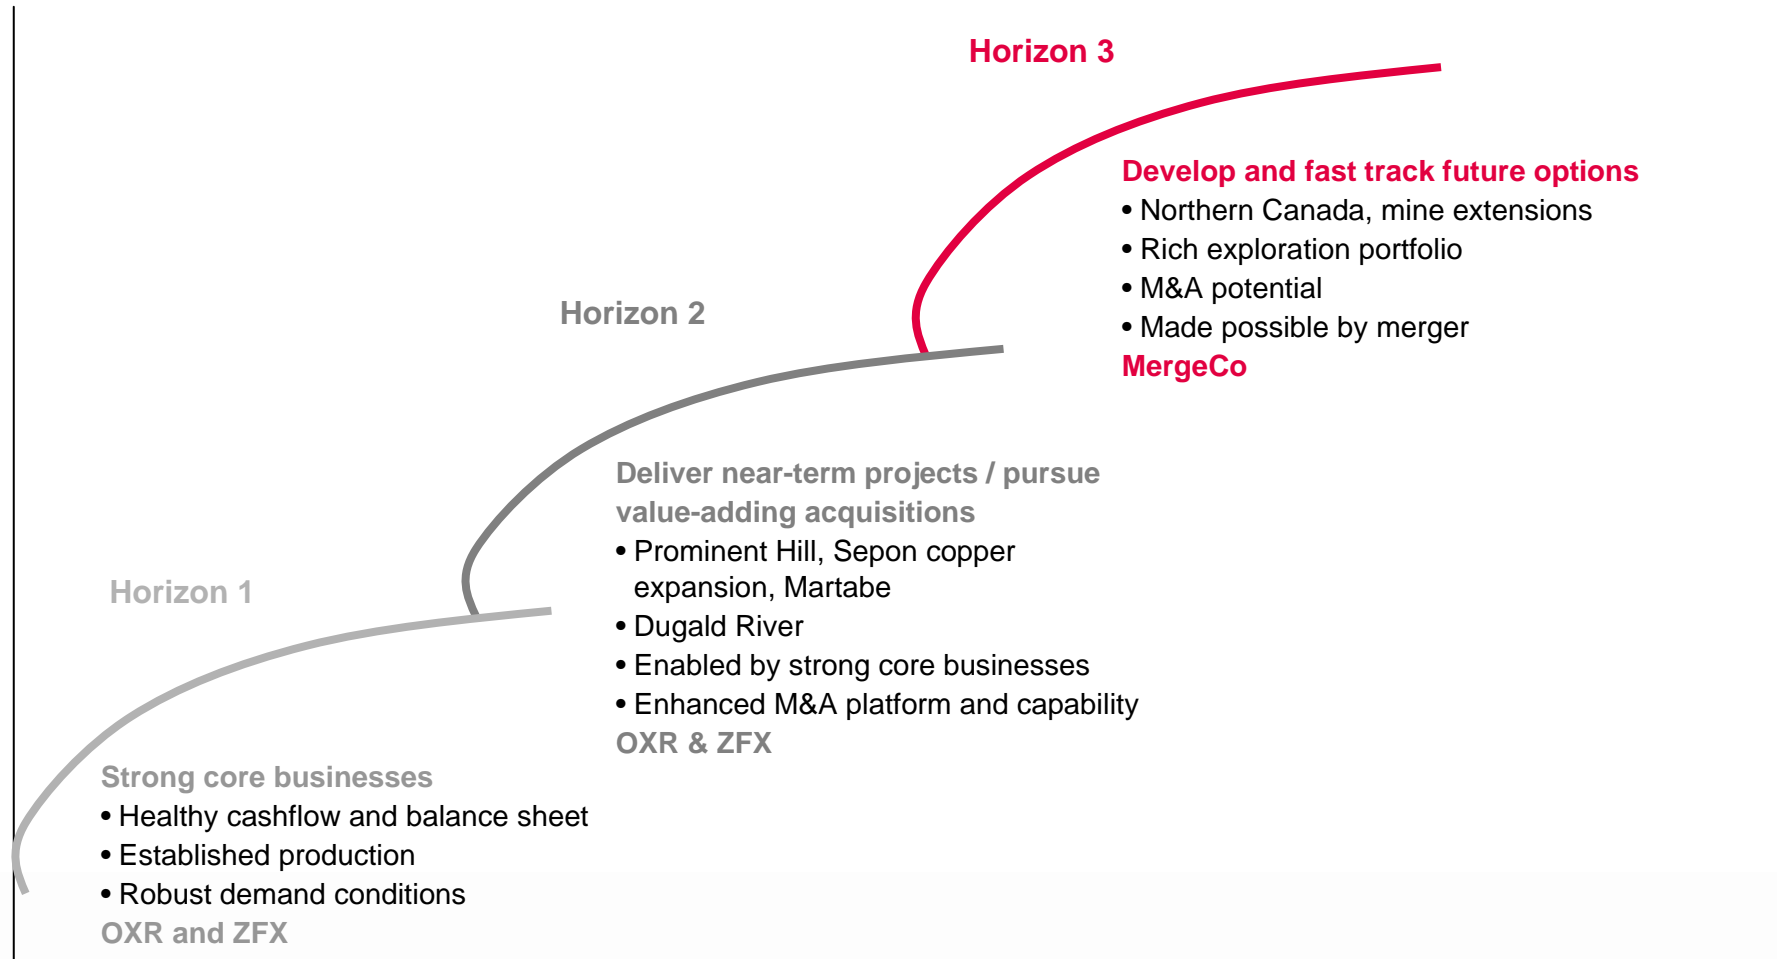 Horizon 3
Develop and fast track future options
• Northern Canada, mine extensions
• Rich exploration portfolio
• M&A potential
• Made possible by merger
MergeCo
Horizon 2
Deliver near-term projects / pursue
value-adding acquisitions
• Prominent Hill, Sepon copper
expansion, Martabe
• Dugald River
• Enabled by strong core businesses
• Enhanced M&A platform and capability
OXR & ZFX
Horizon 1
Strong core businesses
• Healthy cashflow and balance sheet
• Established production
• Robust demand conditions
OXR and ZFX